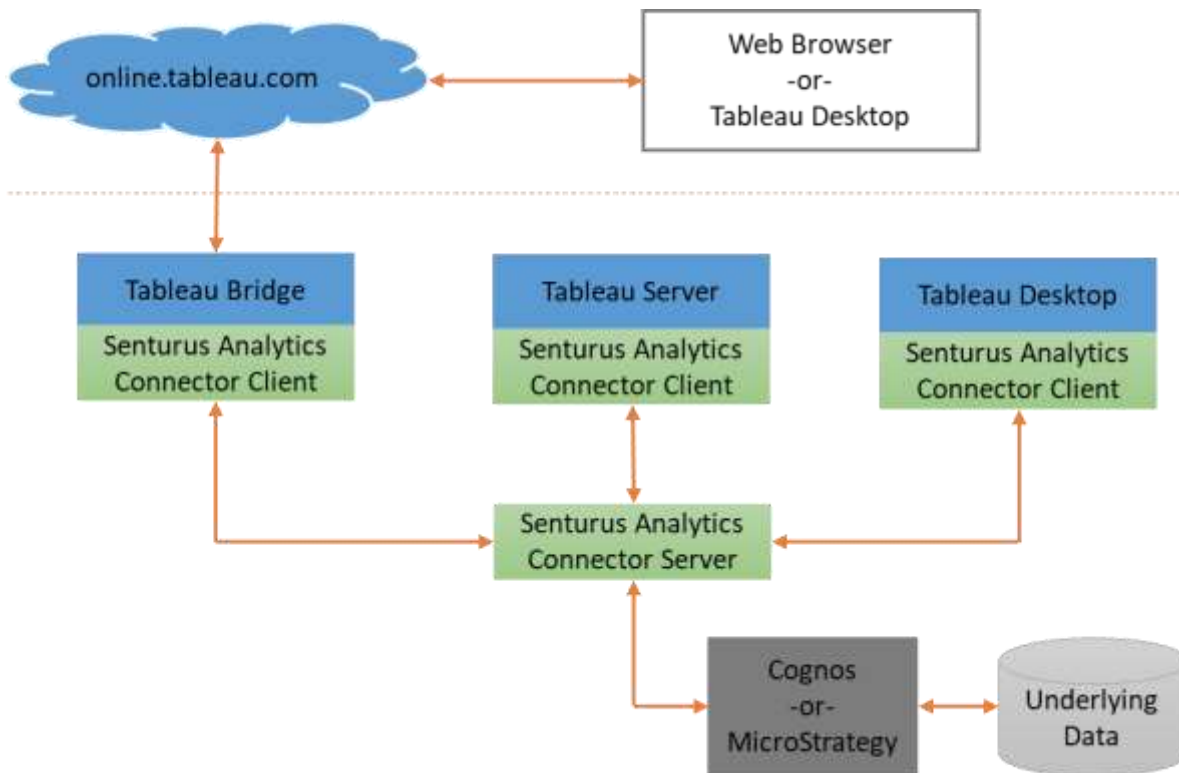 online.tableau.com
Web Browser
-or-
Tableau Desktop
Tableau Bridge
Senturus Analytics
Connector Client
Tableau Server
Senturus Analytics
Connector Client
Tableau Desktop
Senturus Analytics
Connector Client
Senturus Analytics
Connector Server
Cognos
-or-
MicroStrategy
Underlying
Data